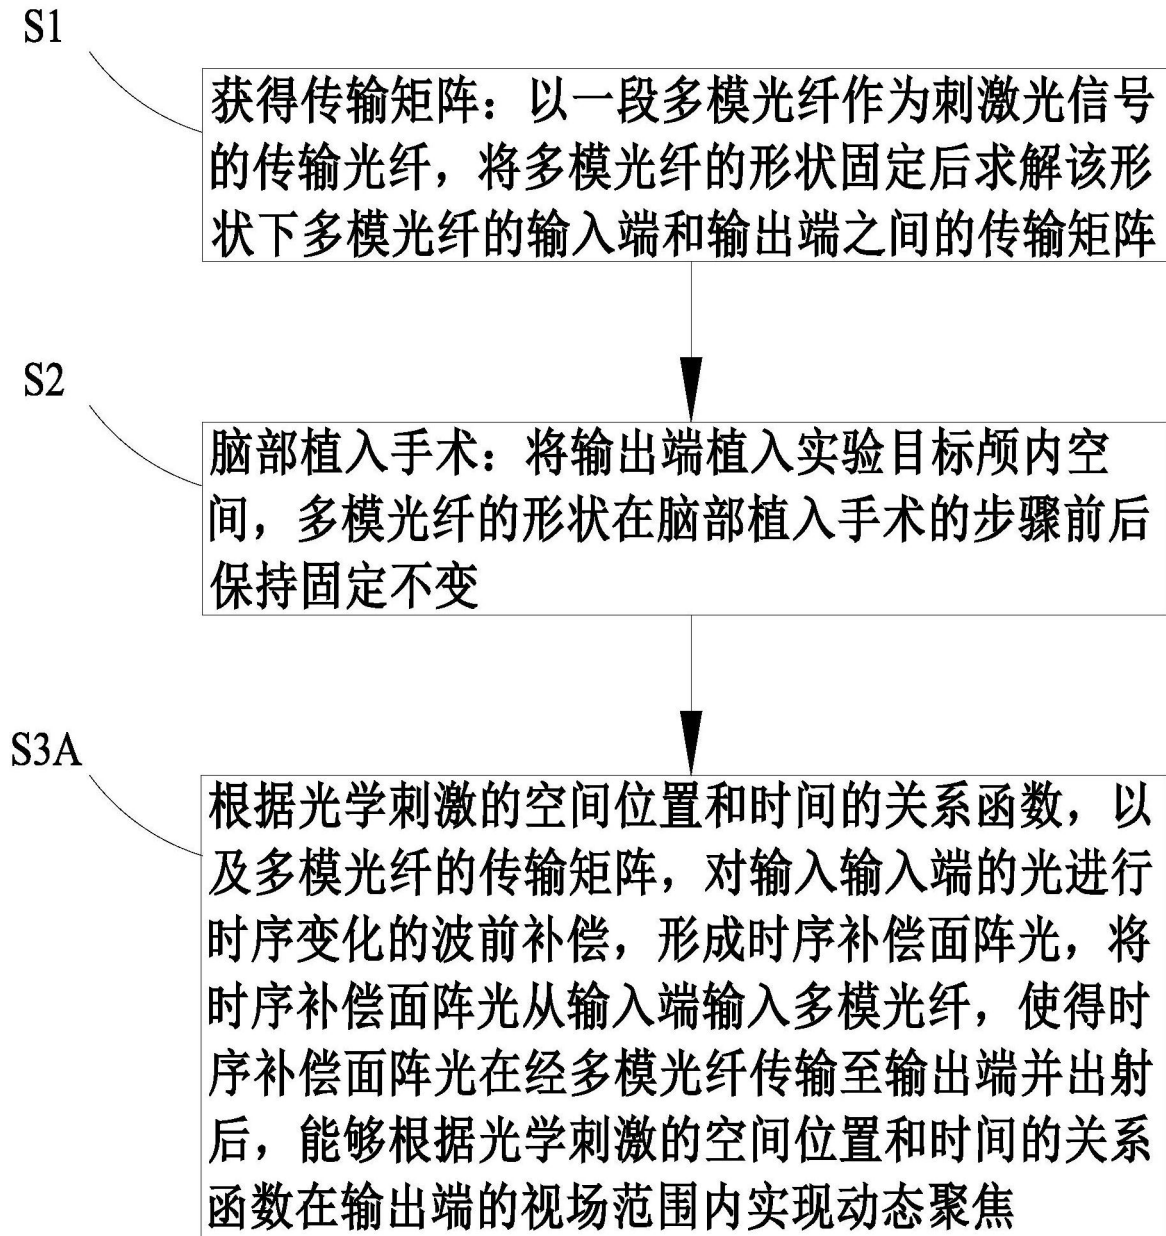 S1
获得传输矩阵：以一段多模光纤作为刺激光信号
的传输光纤，将多模光纤的形状固定后求解该形
状下多模光纤的输入端和输出端之间的传输矩阵
S2
脑部植入手术：将输出端植入实验目标颅内空
间，多模光纤的形状在脑部植入手术的步骤前后
保持固定不变
S3A
根据光学刺激的空间位置和时间的关系函数，以
及多模光纤的传输矩阵，对输入输入端的光进行
时序变化的波前补偿，形成时序补偿面阵光，将
时序补偿面阵光从输入端输入多模光纤，使得时
序补偿面阵光在经多模光纤传输至输出端并出射
后，能够根据光学刺激的空间位置和时间的关系
函数在输出端的视场范围内实现动态聚焦